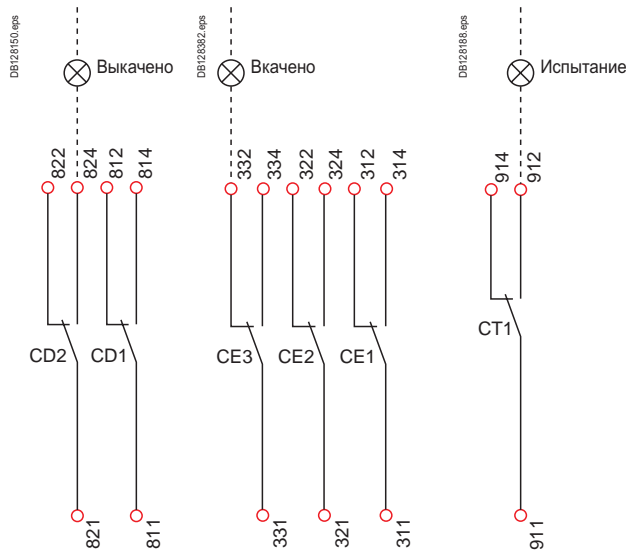 DB128150.eps
Выкачено
822
824
812
814
CD2
CD1
821
811
DB128382.eps
Вкачено
332
334
322
324
312
314
CE3
CE2
CE1
331
321
311
DB128188.eps
Испытание
914
912
CT1
911